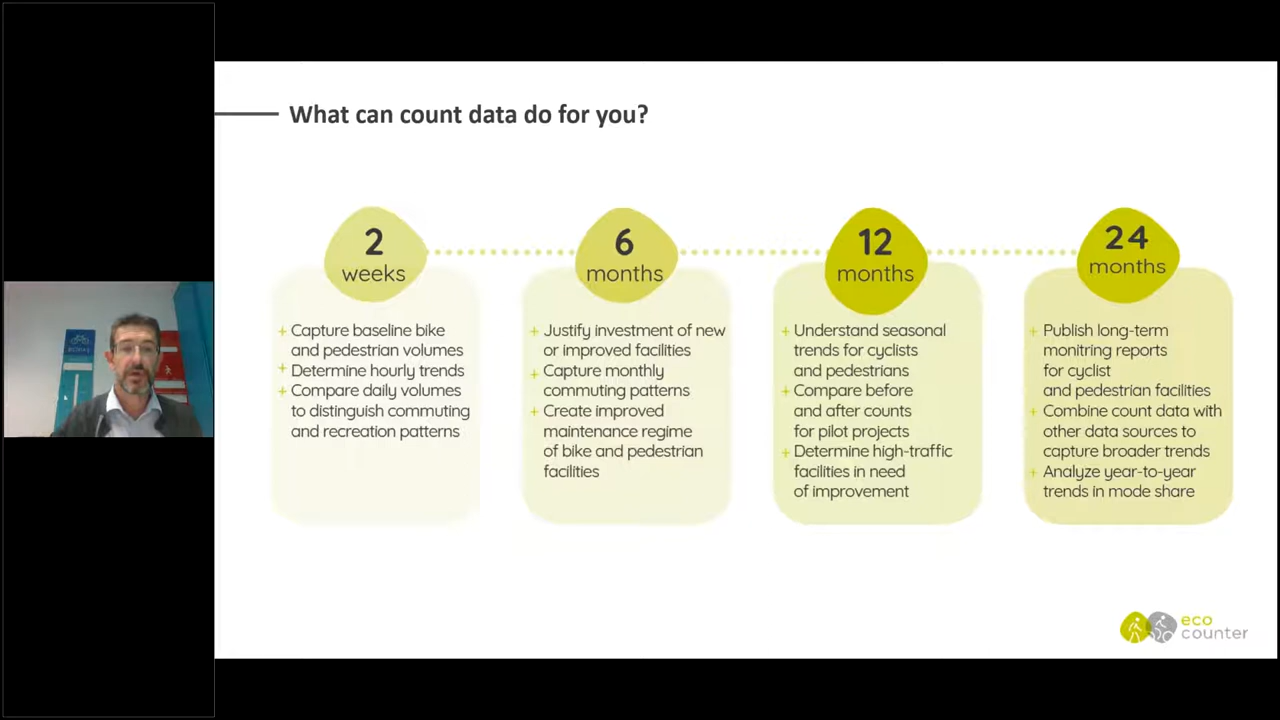 What can count data do for you?
2
weeks
+ Capture baseline bike
and pedestrian volumes
+ Determine hourly trends
+ Compare daily volumes
to distinguish commuting
and recreation patterns
6
months
+ Justify investment of new
or improved facilities
+ Capture monthly
commuting patterns
+ Create improved
maintenance regime
of bike and pedestrian
facilities
12
months
+ Understand seasonal
trends for cyclists
and pedestrians
+ Compare before
and after counts
for pilot projects
+ Determine high-traffic
facilities in need
of improvement
24
months
+ Publish long-term
monitring reports
for cyclist
and pedestrian facilities
+ Combine count data with
other data sources to
capture broader trends
+ Analyze year-to-year
trends in mode share
eco
counter